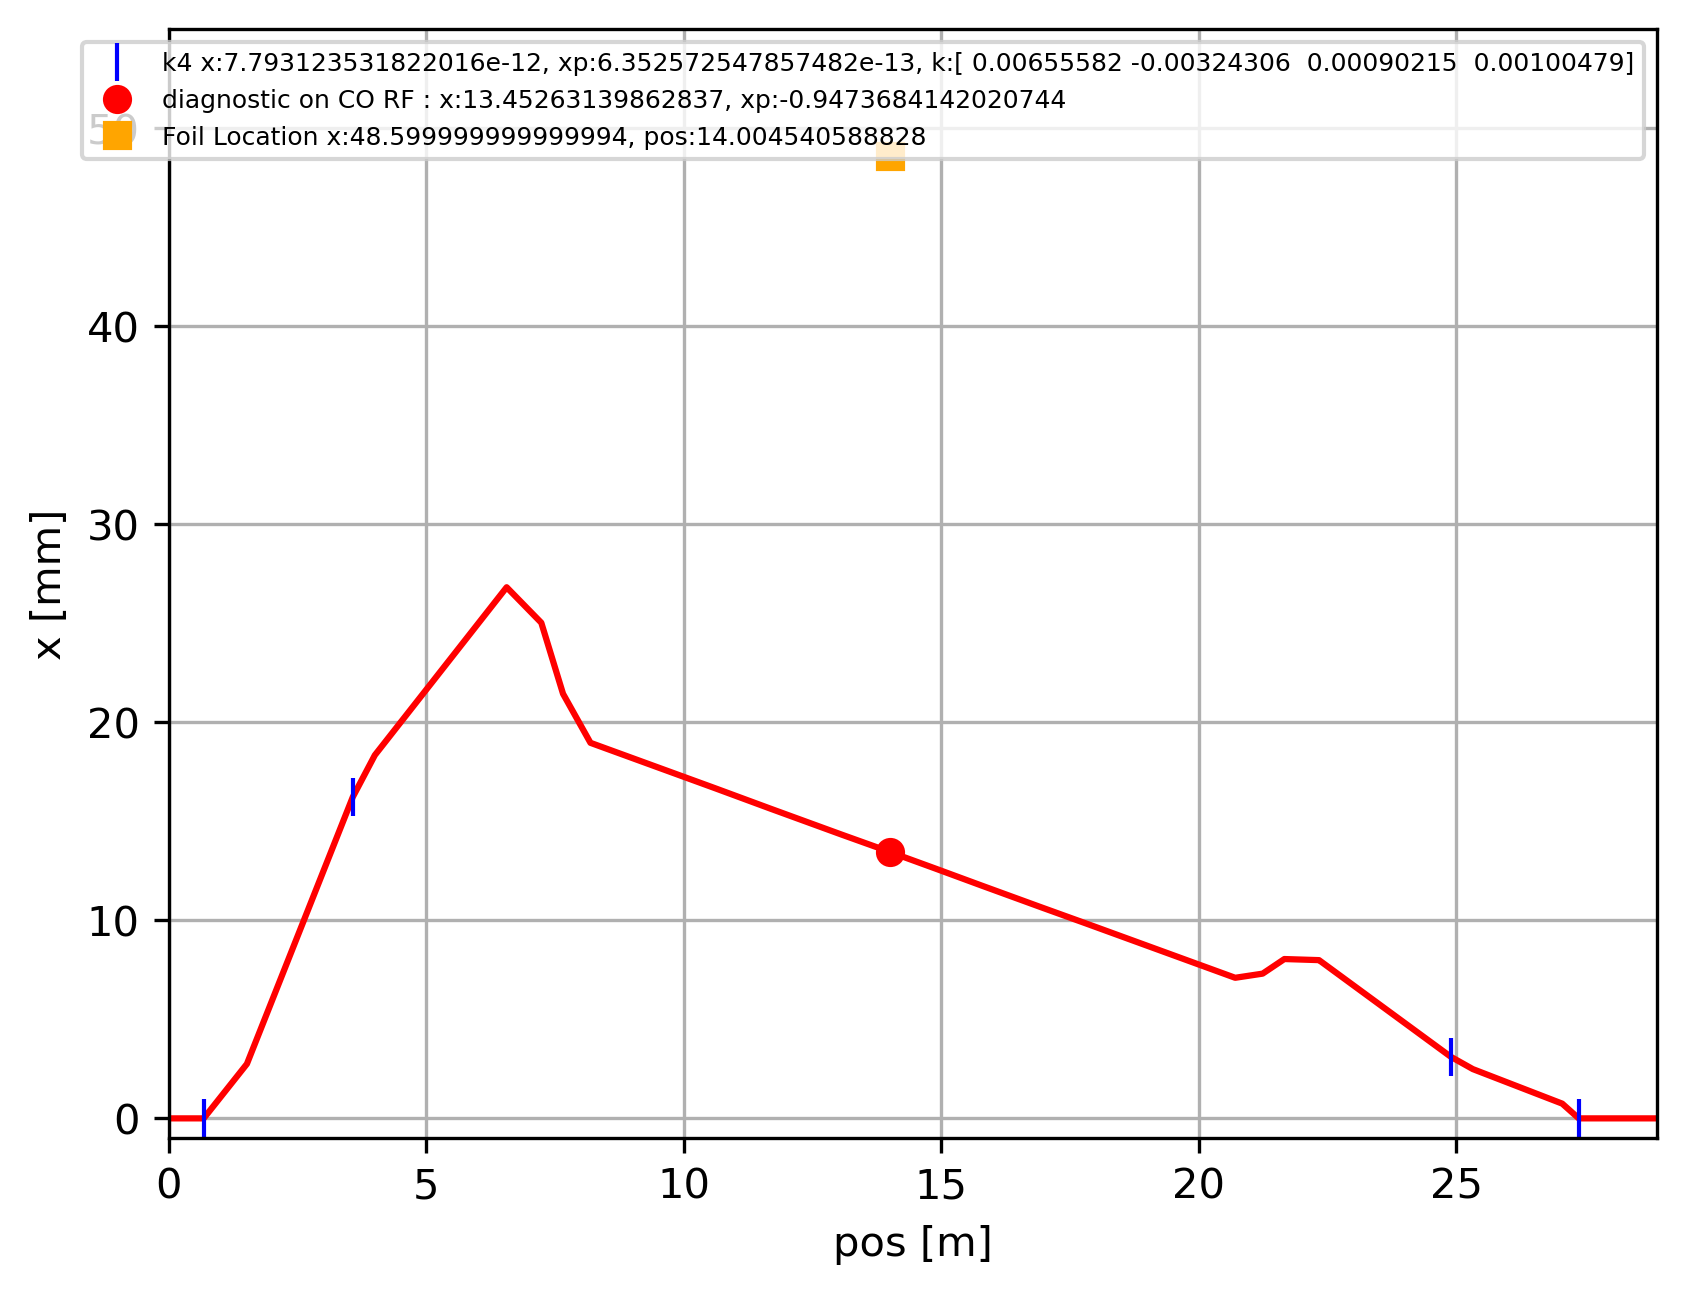 k4 x:7.793123531822016e-12, xp:6.352572547857482e-13, k:[ 0.00655582 -0.00324306  0.00090215  0.00100479]
diagnostic on CO RF : x:13.45263139862837, xp:-0.9473684142020744
Foil Location x:48.599999999999994, pos:14.004540588828
50
40
30
20
10
0
x [mm]
0 5 10 15 20 25
pos [m]